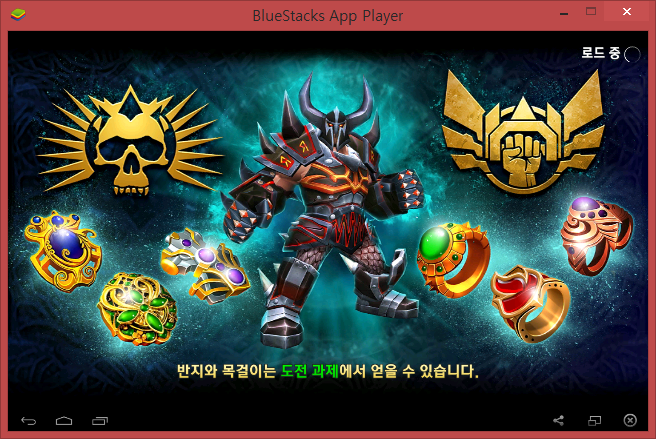 BlueStacks App Player
로드 중
반지와 목걸이는 도전 과제에서 얻을 수 있습니다.